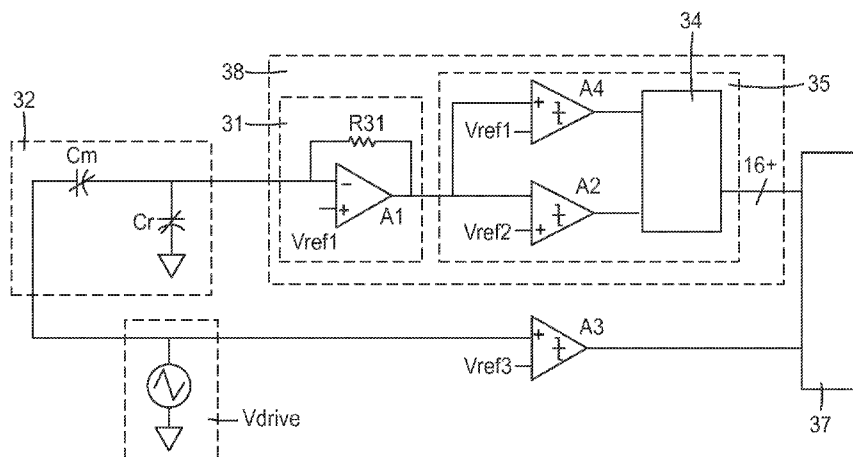 34
38
35
32
31
A4
R31
Vref1
Cm
16+
A2
Cr
A1
Vref1
Vref2
A3
Vref3
37
Vdrive